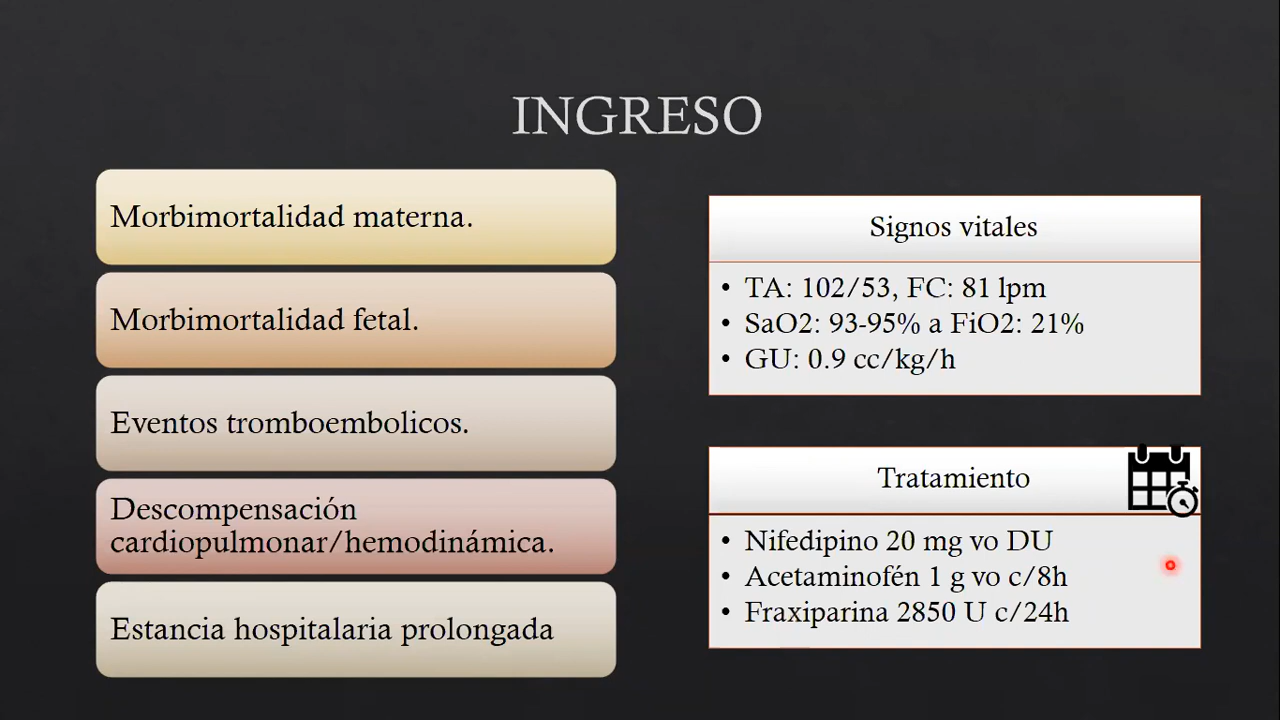 INGRESO
Morbimortalidad materna.
Morbimortalidad fetal.
Eventos tromboembolicos.
Descompensación
cardiopulmonar/hemodinámica.
Estancia hospitalaria prolongada
Signos vitales
• TA: 102/53, FC: 81 lpm
• SaO2: 93-95% a FiO2: 21%
• GU: 0.9 cc/kg/h
Tratamiento
• Nifedipino 20 mg vo DU
• Acetaminofén 1 g vo c/8h
• Fraxiparina 2850 U c/24h